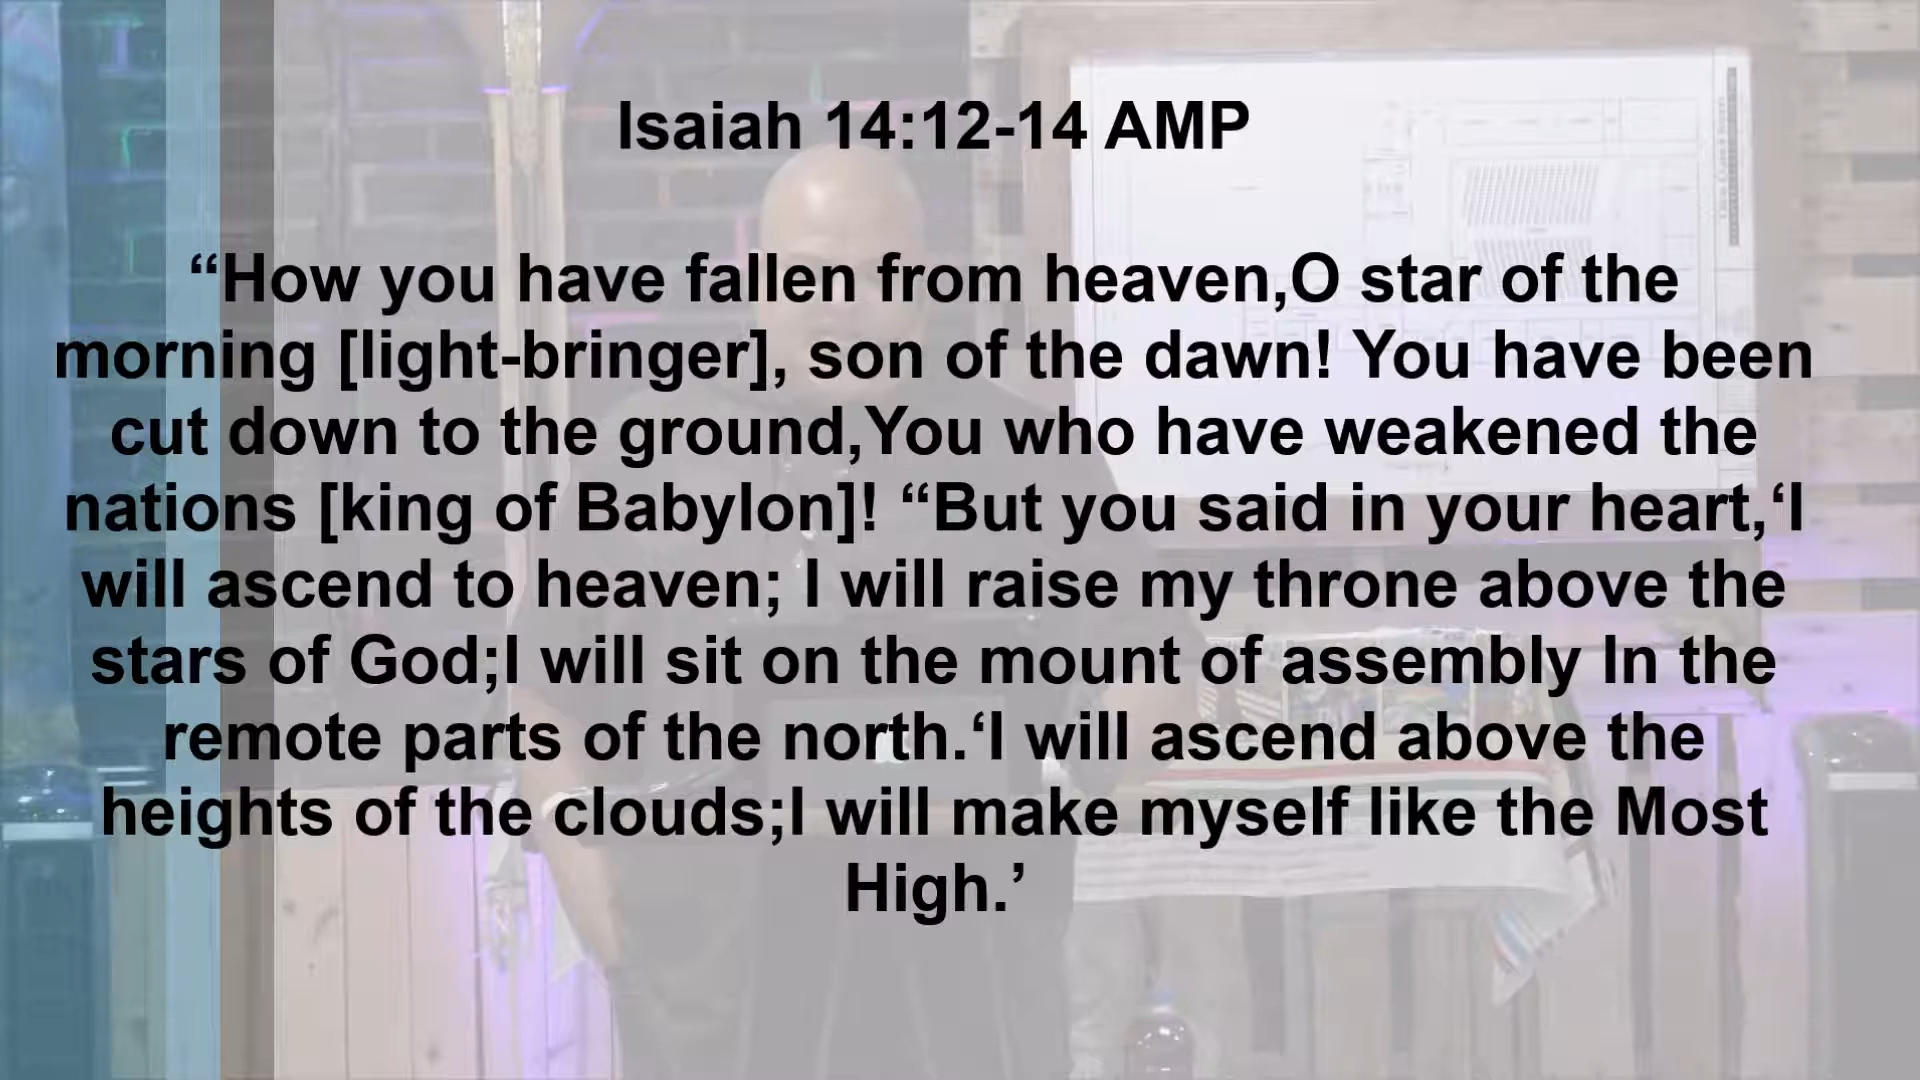 Isaiah 14:12-14 AMP
“How you have fallen from heaven,O star of the
morning [light-bringer], son of the dawn! You have been
cut down to the ground,You who have weakened the
nations [king of Babylon]! “But you said in your heart,‘I
will ascend to heaven; I will raise my throne above the
stars of God;I will sit on the mount of assembly In the
remote parts of the north.‘I will ascend above the
heights of the clouds;I will make myself like the Most
High.’